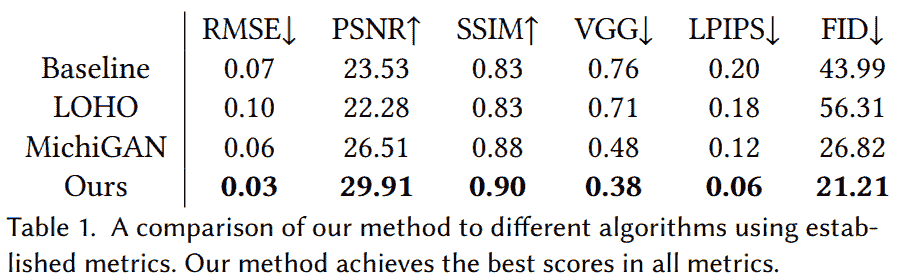 RMSE↓ PSNR↑ SSIM↑ VGG↓ LPIPS↓ FID↓
Baseline 0.07 23.53 0.83 0.76 0.20 43.99
LOHO 0.10 22.28 0.83 0.71 0.18 56.31
MichiGAN 0.06 26.51 0.88 0.48 0.12 26.82
Ours 0.03 29.91 0.90 0.38 0.06 21.21
Table 1. A comparison of our method to different algorithms using estab-
lished metrics. Our method achieves the best scores in all metrics.